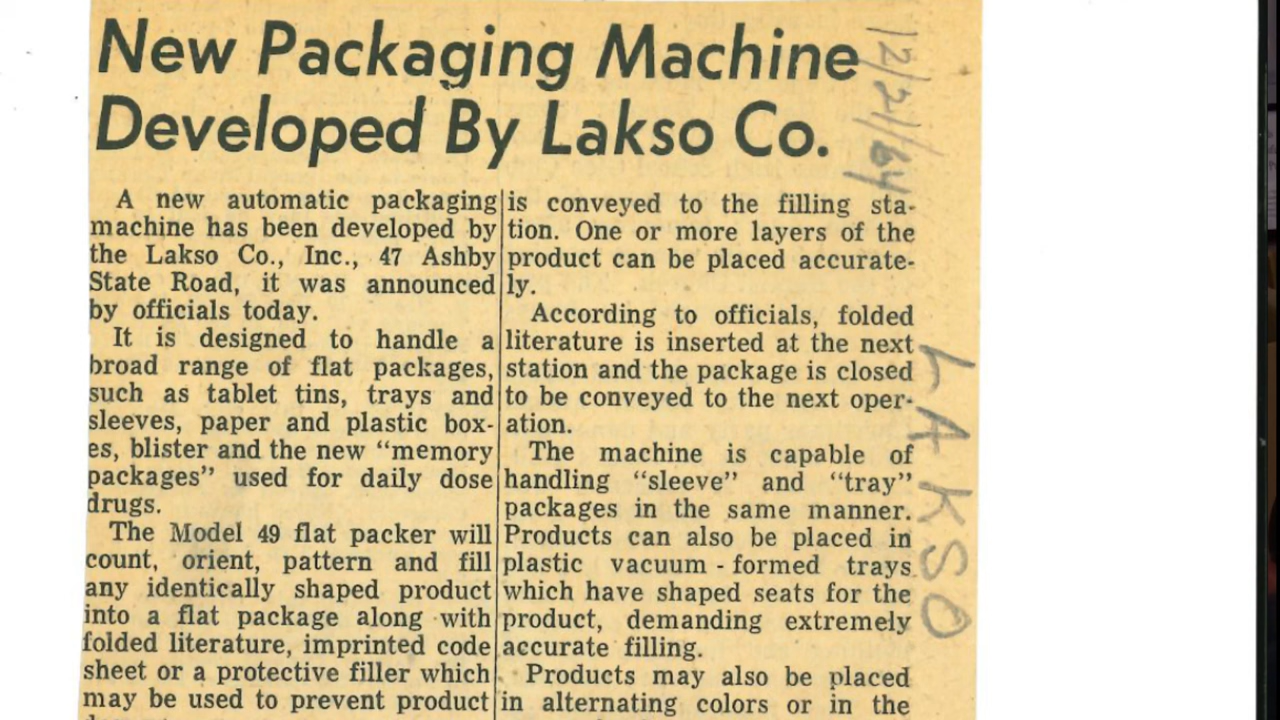 New Packaging Machine
Developed By Lakso Co.
12/21/64
LAKSO
A new automatic packaging
machine has been developed by
the Lakso Co., Inc., 47 Ashby
State Road, it was announced
by officials today.
It is designed to handle a
broad range of flat packages,
such as tablet tins, trays and
sleeves, paper and plastic box-
es, blister and the new “memory
packages” used for daily dose
drugs.
The Model 49 flat packer will
count, orient, pattern and fill
any identically shaped product
into a flat package along with
folded literature, imprinted code
sheet or a protective filler which
may be used to prevent product
is conveyed to the filling sta-
tion. One or more layers of the
product can be placed accurate-
ly.
According to officials, folded
literature is inserted at the next
station and the package is closed
to be conveyed to the next oper-
ation.
The machine is capable of
handling “sleeve” and “tray”
packages in the same manner.
Products can also be placed in
plastic vacuum - formed trays
which have shaped seats for the
product, demanding extremely
accurate filling.
Products may also be placed
in alternating colors or in the